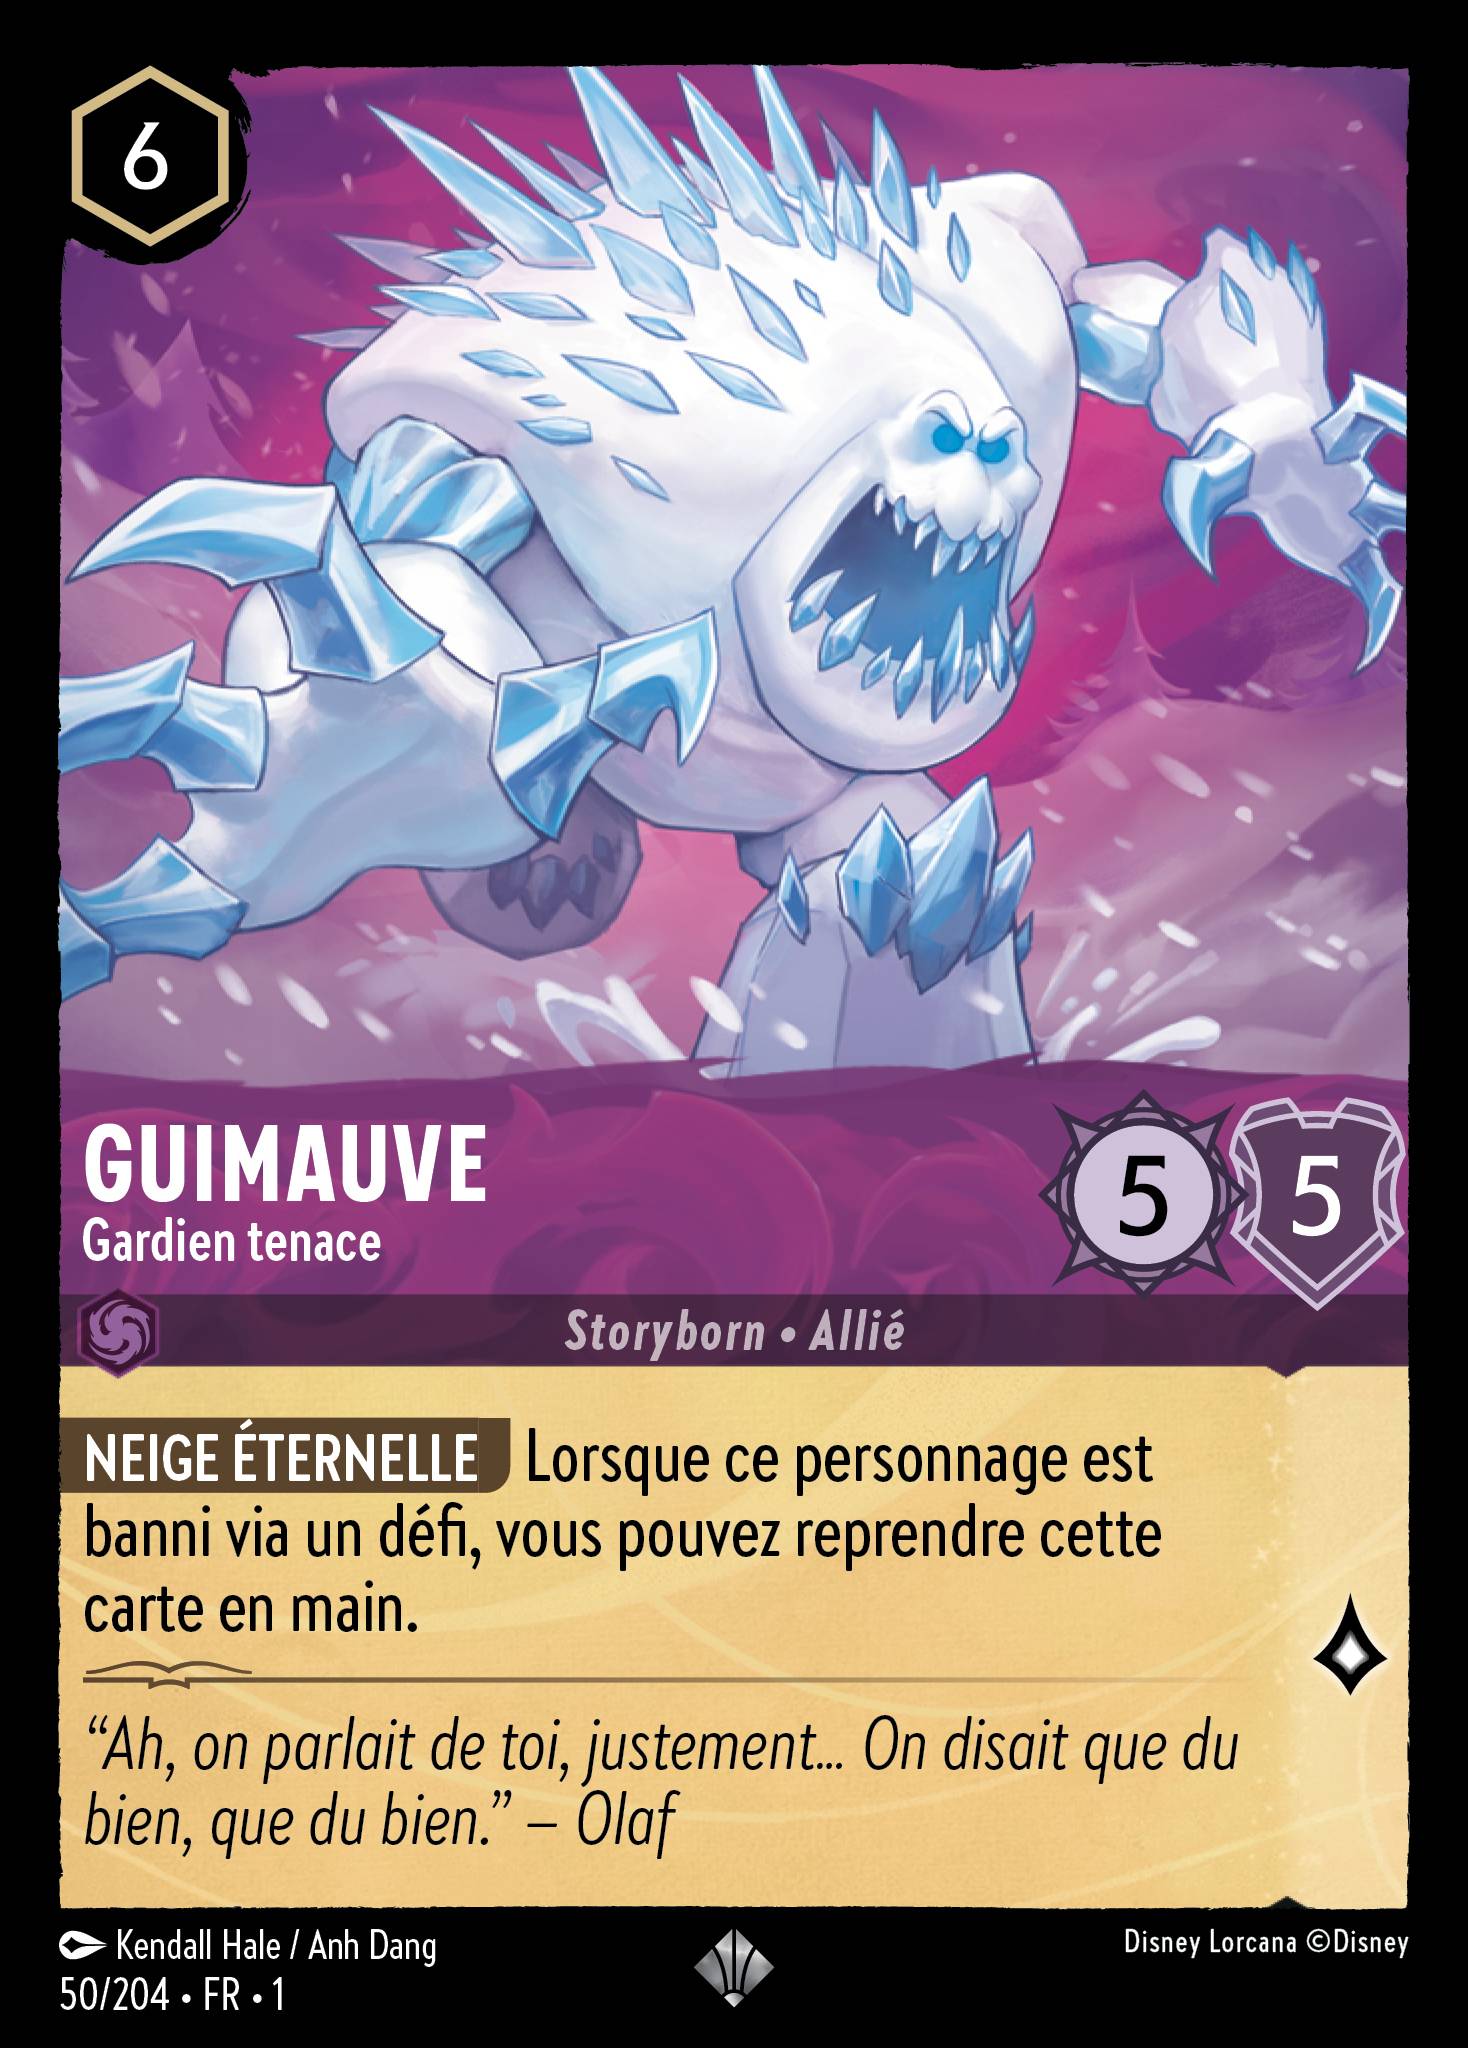 6
GUIMAUVE
Gardien tenace
5
5
Storyborn • Allié
NEIGE ÉTERNELLE Lorsque ce personnage est
banni via un défi, vous pouvez reprendre cette
carte en main.
“Ah, on parlait de toi, justement... On disait que du
bien, que du bien.” – Olaf
Kendall Hale / Anh Dang
Disney Lorcana ©Disney
50/204 • FR • 1